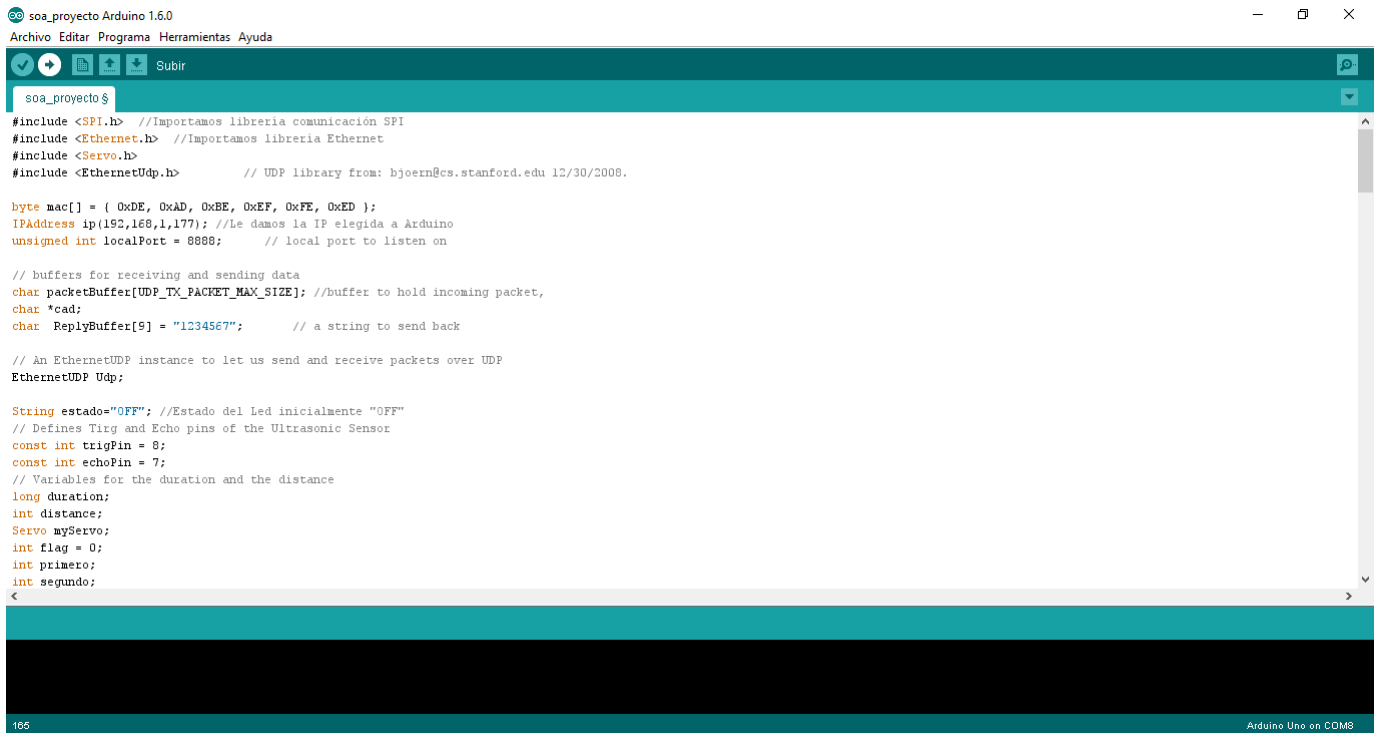 soa_proyecto Arduino 1.6.0
Archivo Editar Programa Herramientas Ayuda
Subir
soa_proyecto §
#include <SPI.h>  //Importamos libreria comunicación SPI
#include <Ethernet.h>  //Importamos libreria Ethernet
#include <Servo.h>
#include <EthernetUdp.h>         // UDP library from: bjoern@cs.stanford.edu 12/30/2008.
byte mac[] = { 0xDE, 0xAD, 0xBE, 0xEF, 0xFE, 0xED };
IPAddress ip(192,168,1,177); //Le damos la IP elegida a Arduino
unsigned int localPort = 8888;      // local port to listen on
// buffers for receiving and sending data
char packetBuffer[UDP_TX_PACKET_MAX_SIZE]; //buffer to hold incoming packet,
char *cad;
char  ReplyBuffer[9] = "1234567";       // a string to send back
// An EthernetUDP instance to let us send and receive packets over UDP
EthernetUDP Udp;
String estado="OFF"; //Estado del Led inicialmente "OFF"
// Defines Tirg and Echo pins of the Ultrasonic Sensor
const int trigPin = 8;
const int echoPin = 7;
// Variables for the duration and the distance
long duration;
int distance;
Servo myServo;
int flag = 0;
int primero;
int segundo;
165
Arduino Uno on COM8